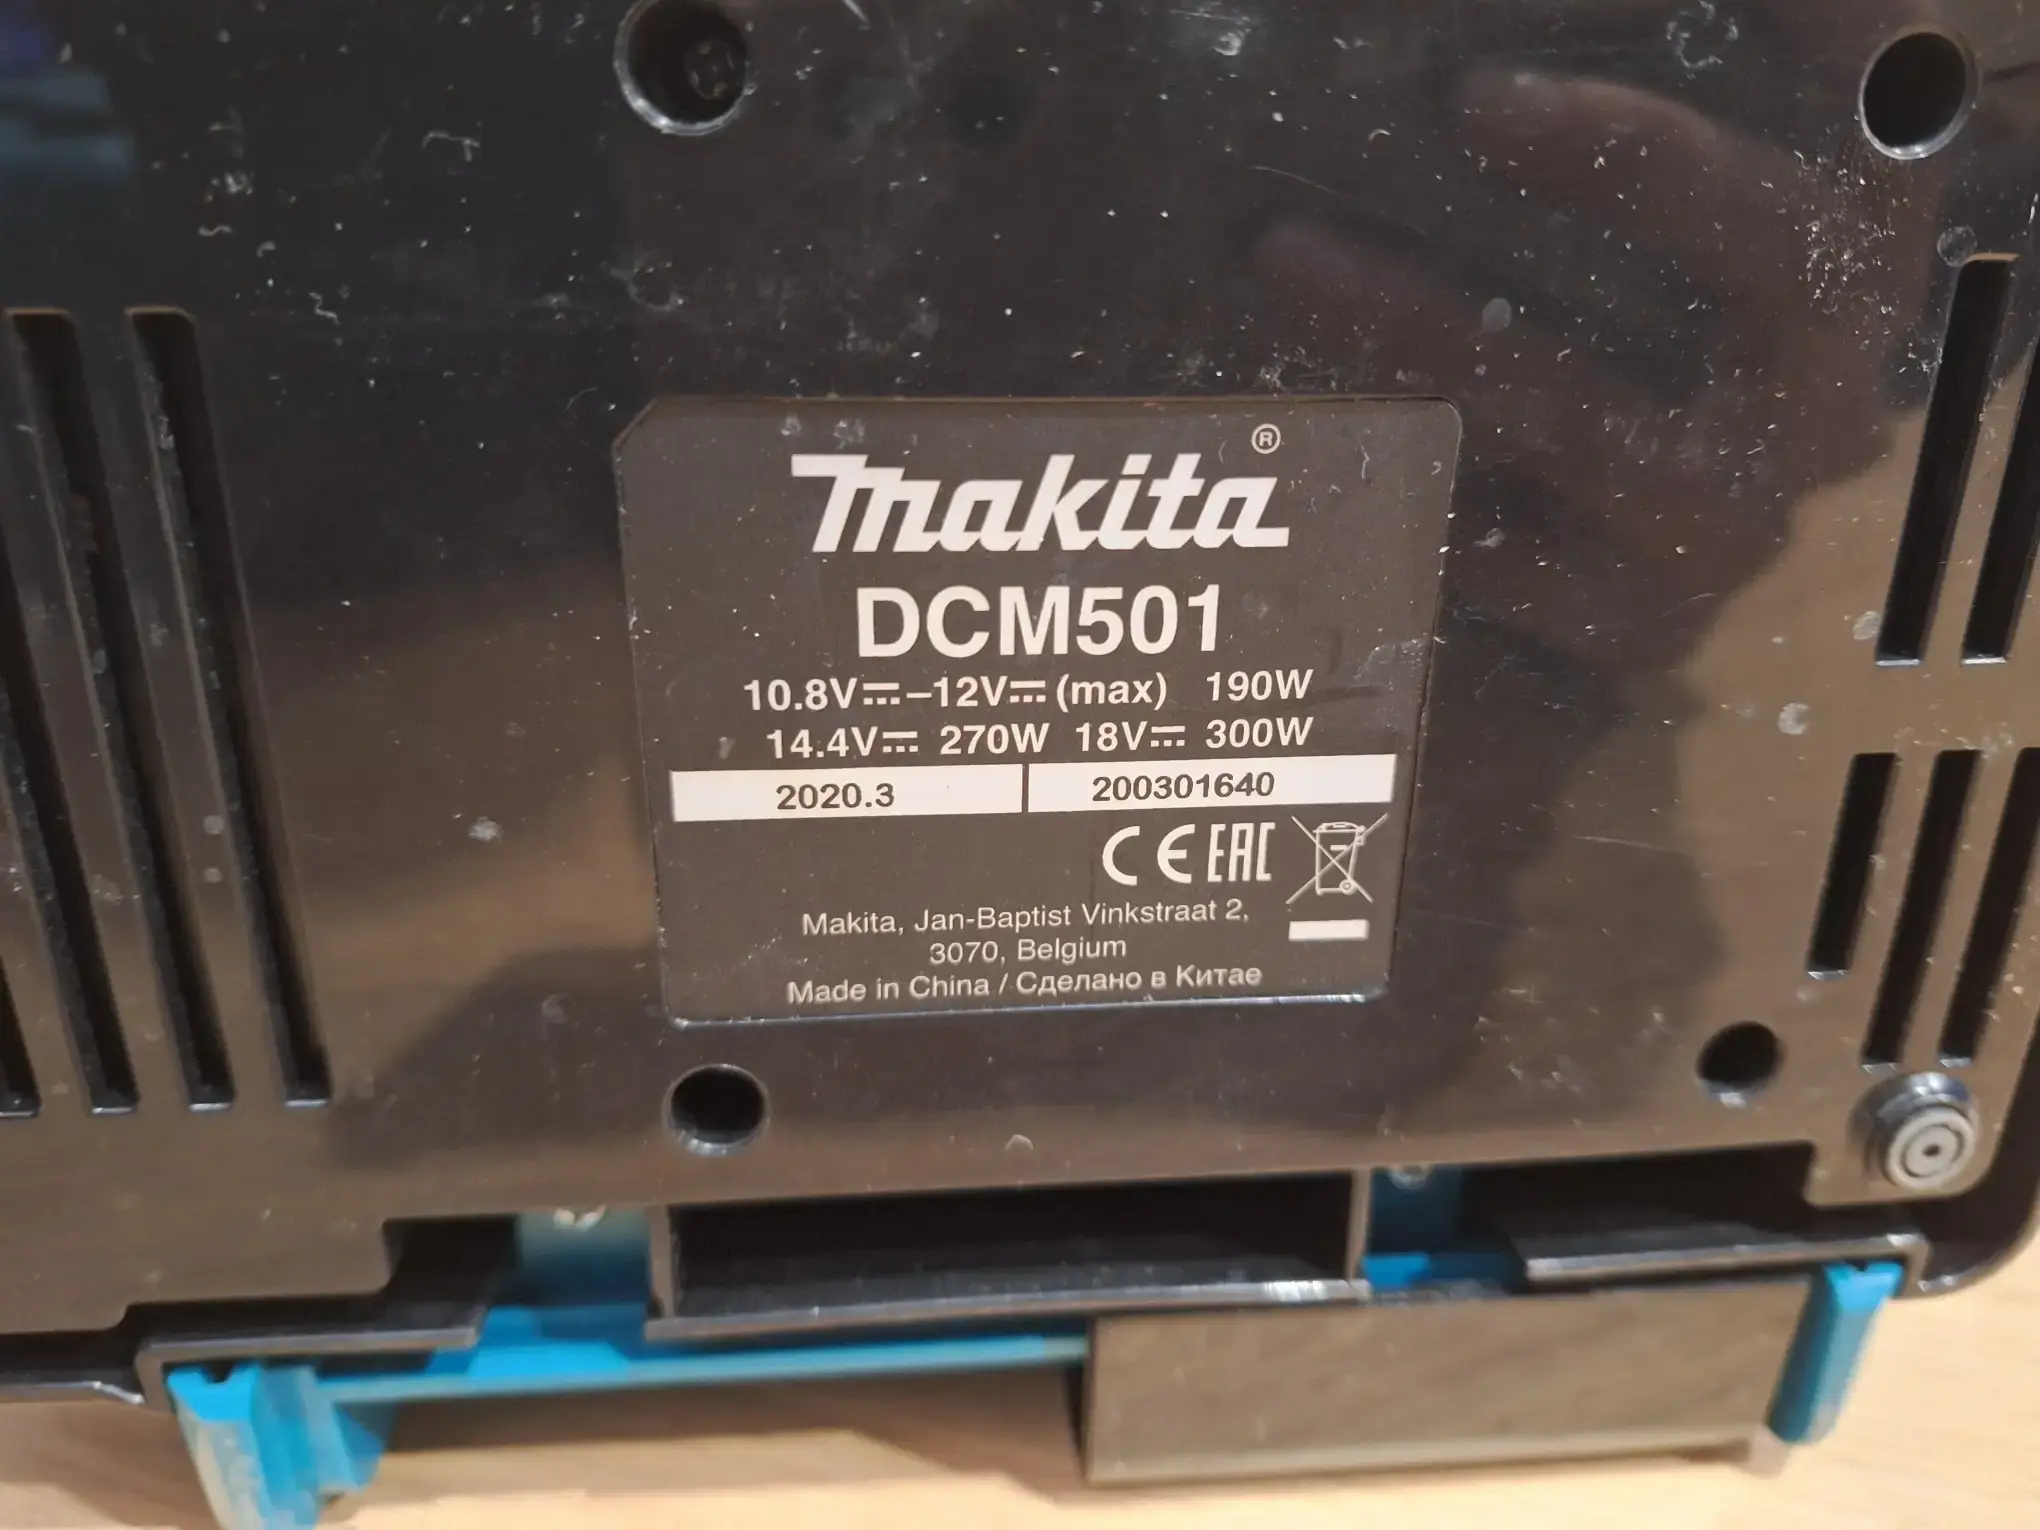 makita®
DCM501
10.8V⎓–12V⎓(max) 190W
14.4V⎓ 270W 18V⎓ 300W
2020.3 200301640
CE EAC
Makita, Jan-Baptist Vinkstraat 2,
3070, Belgium
Made in China / Сделано в Китае